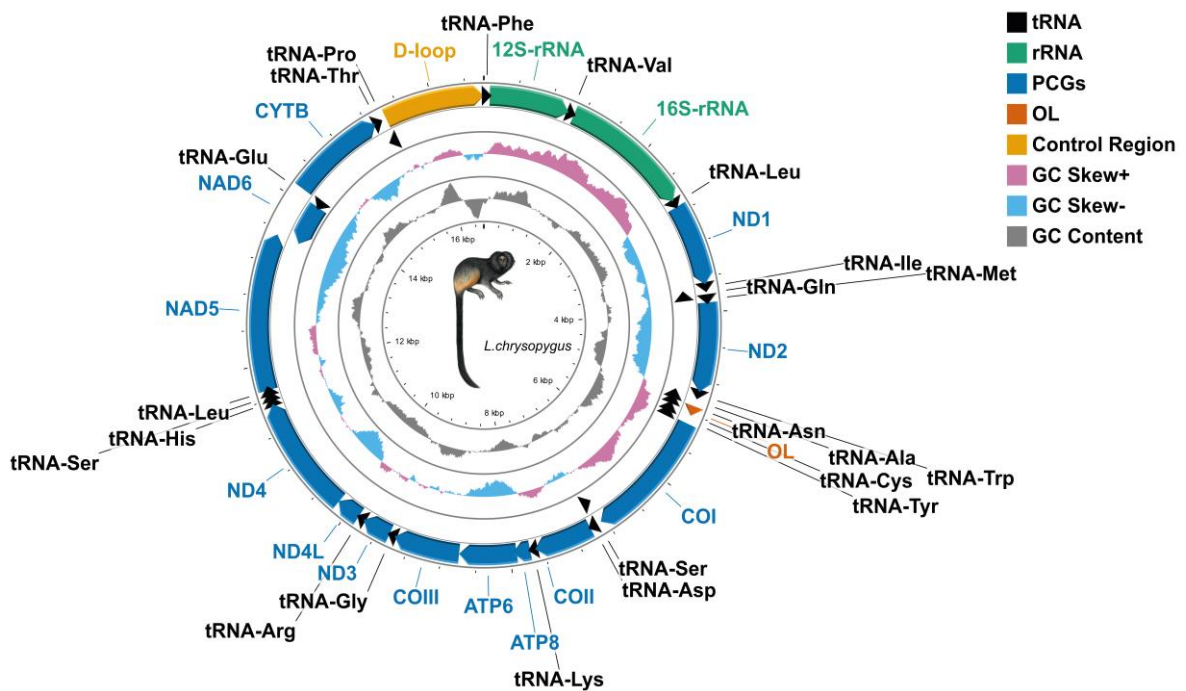 tRNA-Phe
12S-rRNA
tRNA-Val
16S-rRNA
tRNA-Leu
ND1
tRNA-Ile
tRNA-Gln
tRNA-Met
ND2
tRNA-Asn
OL
tRNA-Ala
tRNA-Trp
tRNA-Cys
tRNA-Tyr
COI
tRNA-Ser
tRNA-Asp
COII
tRNA-Lys
ATP8
ATP6
COIII
tRNA-Gly
ND3
tRNA-Arg
ND4L
ND4
tRNA-Ser
tRNA-His
tRNA-Leu
NAD5
NAD6
tRNA-Glu
CYTB
tRNA-Thr
tRNA-Pro
D-loop
2 kbp
4 kbp
6 kbp
8 kbp
10 kbp
12 kbp
14 kbp
16 kbp
L.chrysopygus
tRNA
rRNA
PCGs
OL
Control Region
GC Skew+
GC Skew-
GC Content